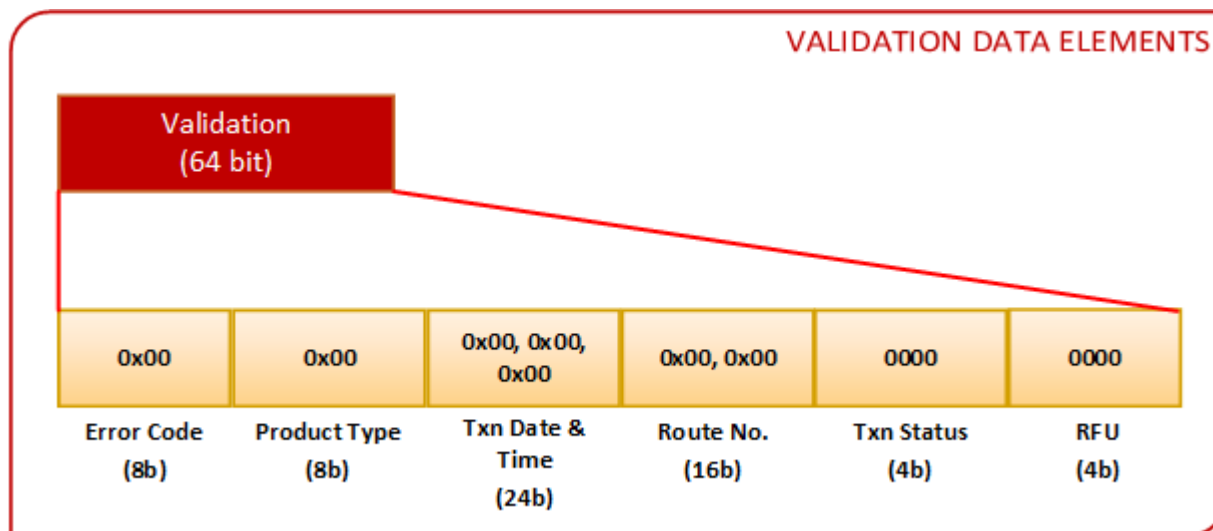 VALIDATION DATA ELEMENTS
Validation
(64 bit)
0x00
0x00
0x00, 0x00,
0x00
0x00, 0x00
0000
0000
Error Code
(8b)
Product Type
(8b)
Txn Date &
Time
(24b)
Route No.
(16b)
Txn Status
(4b)
RFU
(4b)